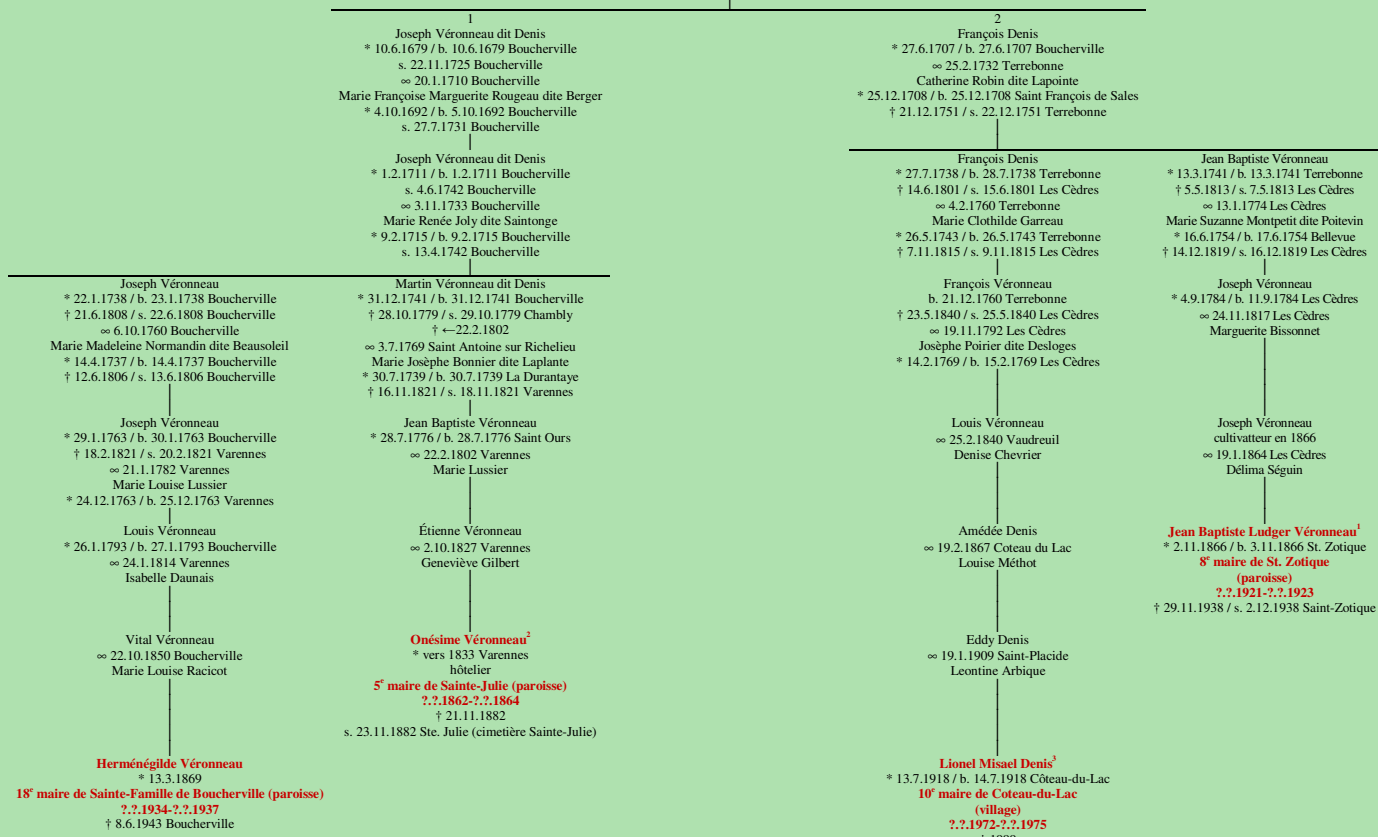 1
Joseph Véronneau dit Denis
* 10.6.1679 / b. 10.6.1679 Boucherville
s. 22.11.1725 Boucherville
∞ 20.1.1710 Boucherville
Marie Françoise Marguerite Rougeau dite Berger
* 4.10.1692 / b. 5.10.1692 Boucherville
s. 27.7.1731 Boucherville
Joseph Véronneau dit Denis
* 1.2.1711 / b. 1.2.1711 Boucherville
s. 4.6.1742 Boucherville
∞ 3.11.1733 Boucherville
Marie Renée Joly dite Saintonge
* 9.2.1715 / b. 9.2.1715 Boucherville
s. 13.4.1742 Boucherville
Joseph Véronneau
* 22.1.1738 / b. 23.1.1738 Boucherville
† 21.6.1808 / s. 22.6.1808 Boucherville
∞ 6.10.1760 Boucherville
Marie Madeleine Normandin dite Beausoleil
* 14.4.1737 / b. 14.4.1737 Boucherville
† 12.6.1806 / s. 13.6.1806 Boucherville
Joseph Véronneau
* 29.1.1763 / b. 30.1.1763 Boucherville
† 18.2.1821 / s. 20.2.1821 Varennes
∞ 21.1.1782 Varennes
Marie Louise Lussier
* 24.12.1763 / b. 25.12.1763 Varennes
Louis Véronneau
* 26.1.1793 / b. 27.1.1793 Boucherville
∞ 24.1.1814 Varennes
Isabelle Daunais
Vital Véronneau
∞ 22.10.1850 Boucherville
Marie Louise Racicot
Herménégilde Véronneau
* 13.3.1869
18e maire de Sainte-Famille de Boucherville (paroisse)
?.?.1934-?.?.1937
† 8.6.1943 Boucherville
Martin Véronneau dit Denis
* 31.12.1741 / b. 31.12.1741 Boucherville
† 28.10.1779 / s. 29.10.1779 Chambly
† ←22.2.1802
∞ 3.7.1769 Saint Antoine sur Richelieu
Marie Josèphe Bonnier dite Laplante
* 30.7.1739 / b. 30.7.1739 La Durantaye
† 16.11.1821 / s. 18.11.1821 Varennes
Jean Baptiste Véronneau
* 28.7.1776 / b. 28.7.1776 Saint Ours
∞ 22.2.1802 Varennes
Marie Lussier
Étienne Véronneau
∞ 2.10.1827 Varennes
Geneviève Gilbert
Onésime Véronneau²
* vers 1833 Varennes
hôtelier
5e maire de Sainte-Julie (paroisse)
?.?.1862-?.?.1864
† 21.11.1882
s. 23.11.1882 Ste. Julie (cimetière Sainte-Julie)
2
François Denis
* 27.6.1707 / b. 27.6.1707 Boucherville
∞ 25.2.1732 Terrebonne
Catherine Robin dite Lapointe
* 25.12.1708 / b. 25.12.1708 Saint François de Sales
† 21.12.1751 / s. 22.12.1751 Terrebonne
François Denis
* 27.7.1738 / b. 28.7.1738 Terrebonne
† 14.6.1801 / s. 15.6.1801 Les Cèdres
∞ 4.2.1760 Terrebonne
Marie Clothilde Garreau
* 26.5.1743 / b. 26.5.1743 Terrebonne
† 7.11.1815 / s. 9.11.1815 Les Cèdres
François Véronneau
b. 21.12.1760 Terrebonne
† 23.5.1840 / s. 25.5.1840 Les Cèdres
∞ 19.11.1792 Les Cèdres
Josèphe Poirier dite Desloges
* 14.2.1769 / b. 15.2.1769 Les Cèdres
Louis Véronneau
∞ 25.2.1840 Vaudreuil
Denise Chevrier
Amédée Denis
∞ 19.2.1867 Coteau du Lac
Louise Méthot
Eddy Denis
∞ 19.1.1909 Saint-Placide
Leontine Arbique
Lionel Misael Denis³
* 13.7.1918 / b. 14.7.1918 Côteau-du-Lac
10e maire de Coteau-du-Lac
(village)
?.?.1972-?.?.1975
Jean Baptiste Véronneau
* 13.3.1741 / b. 13.3.1741 Terrebonne
† 5.5.1813 / s. 7.5.1813 Les Cèdres
∞ 13.1.1774 Les Cèdres
Marie Suzanne Montpetit dite Poitevin
* 16.6.1754 / b. 17.6.1754 Bellevue
† 14.12.1819 / s. 16.12.1819 Les Cèdres
Joseph Véronneau
* 4.9.1784 / b. 11.9.1784 Les Cèdres
∞ 24.11.1817 Les Cèdres
Marguerite Bissonnet
Joseph Véronneau
cultivatteur en 1866
∞ 19.1.1864 Les Cèdres
Délima Séguin
Jean Baptiste Ludger Véronneau¹
* 2.11.1866 / b. 3.11.1866 St. Zotique
8e maire de St. Zotique
(paroisse)
?.?.1921-?.?.1923
† 29.11.1938 / s. 2.12.1938 Saint-Zotique